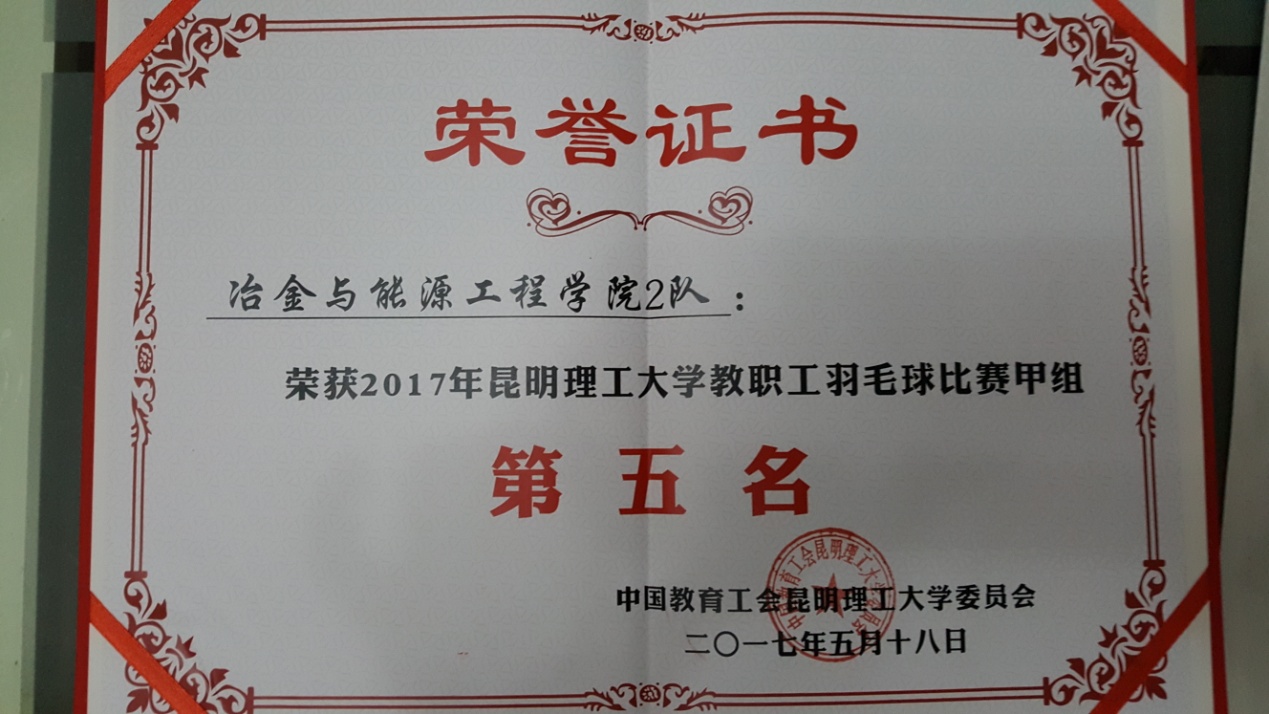 荣誉证书
冶金与能源工程学院2队：
荣获2017年昆明理工大学教职工羽毛球比赛甲组
第五名
中国教育工会昆明理工大学委员会
二〇一七年五月十八日